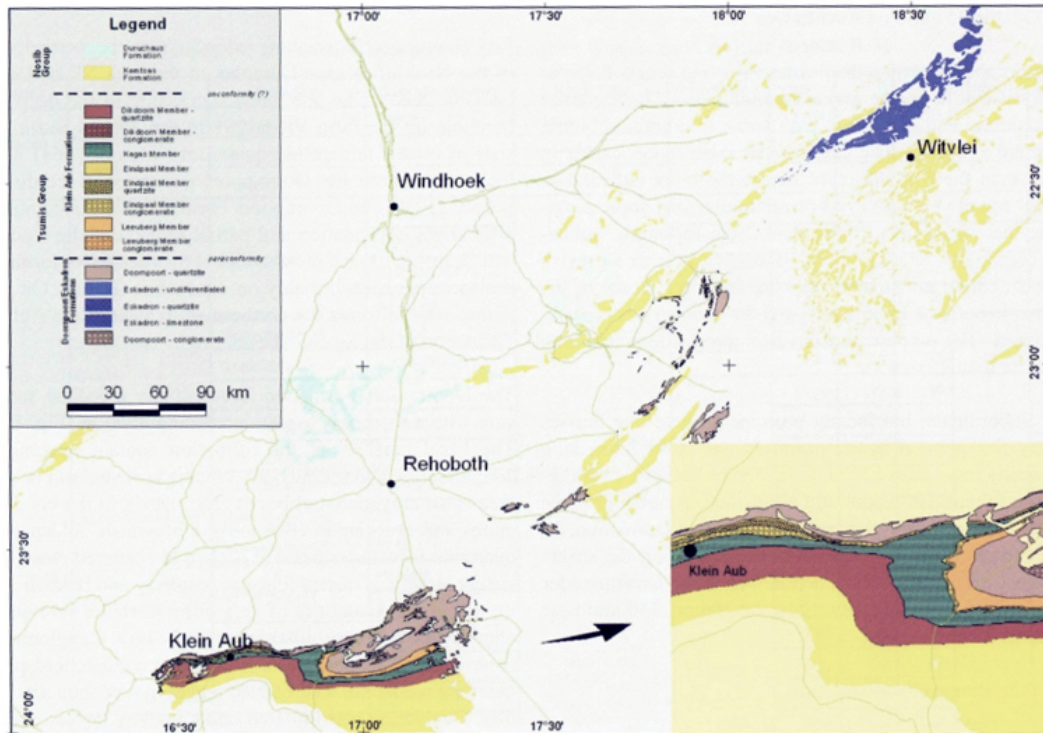 17°00'
17°30'
18°00'
18°30'
Legend
Nosib
Group
Duruchaus
Formation
Kamtsas
Formation
unconformity (?)
Tsumis Group
Klein Aub Formation
Dikdoorn Member -
quartzite
Dikdoorn Member -
conglomerate
Kagas Member
Eindpaal Member
Eindpaal Member
quartzite
Eindpaal Member
conglomerate
Leeuberg Member
Leeuberg Member
conglomerate
paraconformity
Doornpoort/Eskadron
Formations
Doornpoort - quartzite
Eskadron - undifferentiated
Eskadron - quartzite
Eskadron - limestone
Doornpoort - conglomerate
0 30 60 90 km
Witvlei
Windhoek
22°30'
23°00'
Rehoboth
23°30'
Klein Aub
Klein Aub
24°00'
16°30'
17°00'
17°30'